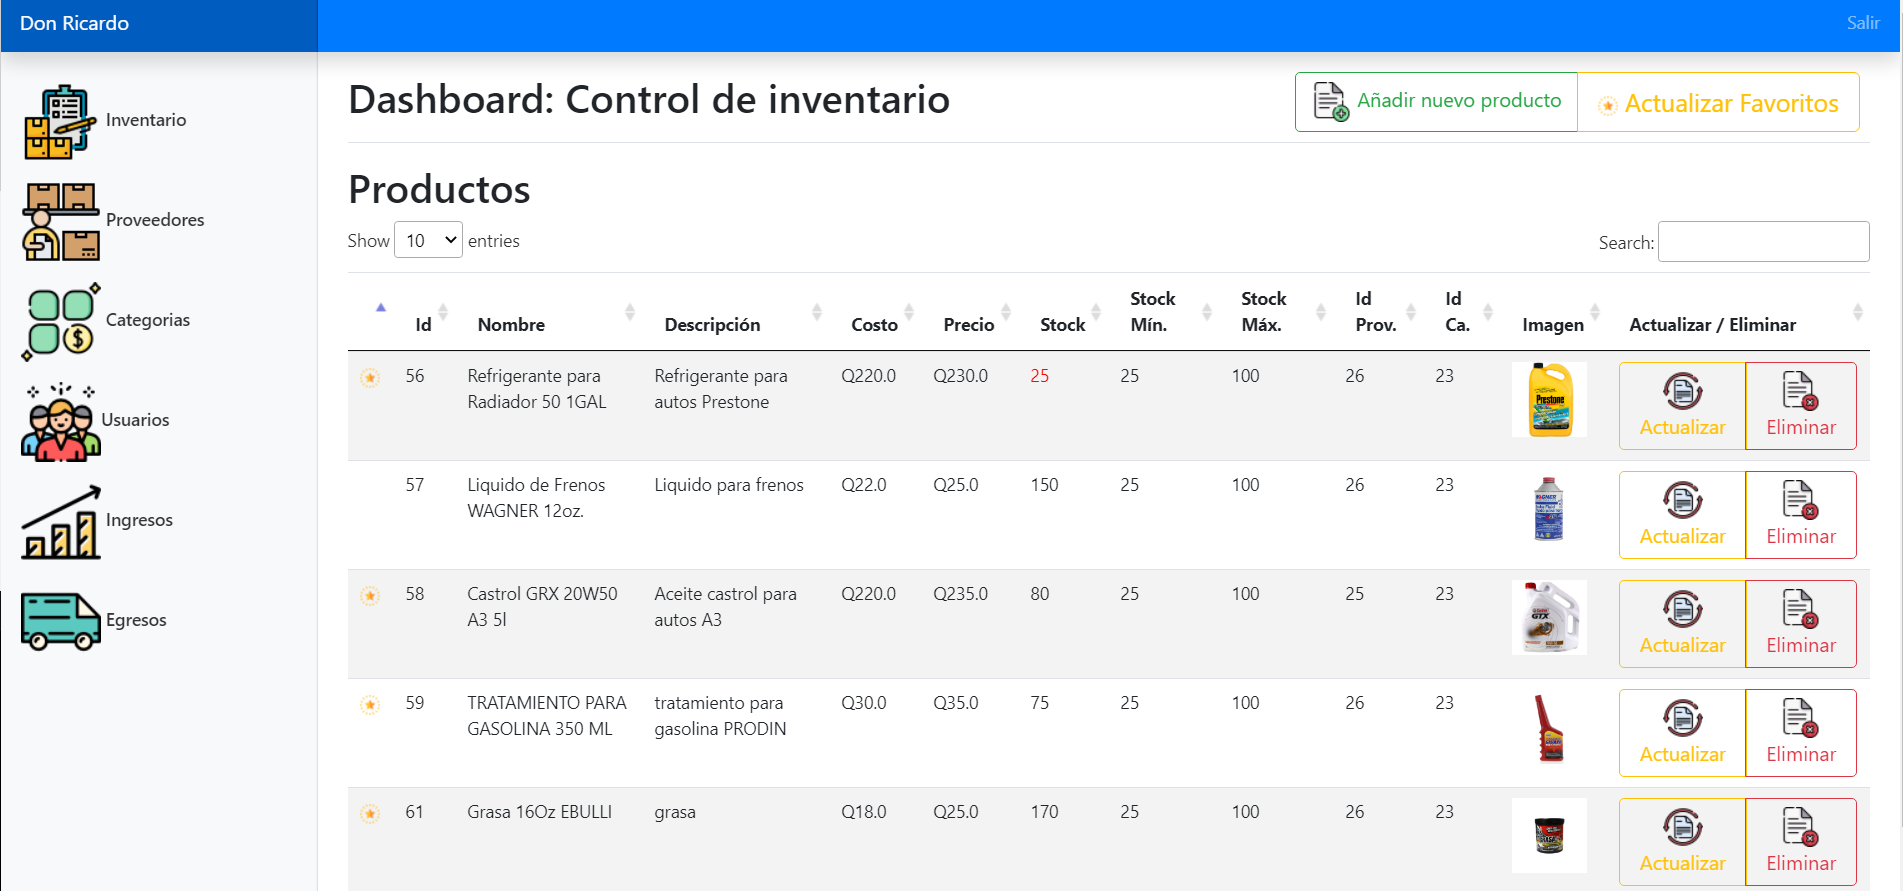 Don Ricardo
Salir
Inventario
Proveedores
Categorias
Usuarios
Ingresos
Egresos
Dashboard: Control de inventario
Añadir nuevo producto
Actualizar Favoritos
Productos
Show 10 entries
Search:
Id Nombre Descripción Costo Precio Stock Stock Mín. Stock Máx. Id Prov. Id Ca. Imagen Actualizar / Eliminar
56 Refrigerante para Refrigerante para Q220.0 Q230.0 25 25 100 26 23
Radiador 50 1GAL autos Prestone
Prestone
Actualizar Eliminar
57 Liquido de Frenos Liquido para frenos Q22.0 Q25.0 150 25 100 26 23
WAGNER 12oz.
WAGNER
Actualizar Eliminar
58 Castrol GRX 20W50 Aceite castrol para Q220.0 Q235.0 80 25 100 25 23
A3 5l autos A3
GTX
Actualizar Eliminar
59 TRATAMIENTO PARA tratamiento para Q30.0 Q35.0 75 25 100 26 23
GASOLINA 350 ML gasolina PRODIN
Actualizar Eliminar
61 Grasa 16Oz EBULLI grasa Q18.0 Q25.0 170 25 100 26 23
Actualizar Eliminar